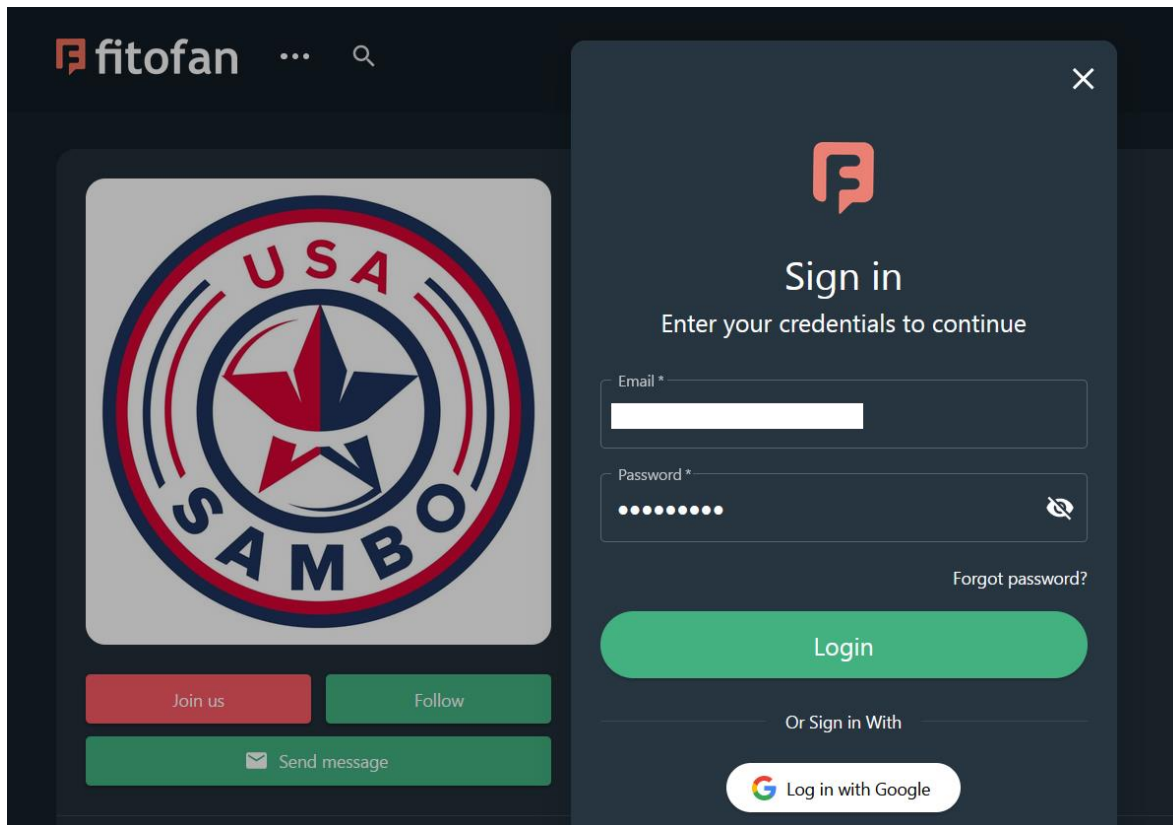 fitofan
USA
SAMBO
Join us
Follow
Send message
Sign in
Enter your credentials to continue
Email *
Password *
•••••••••
Forgot password?
Login
Or Sign in With
Log in with Google